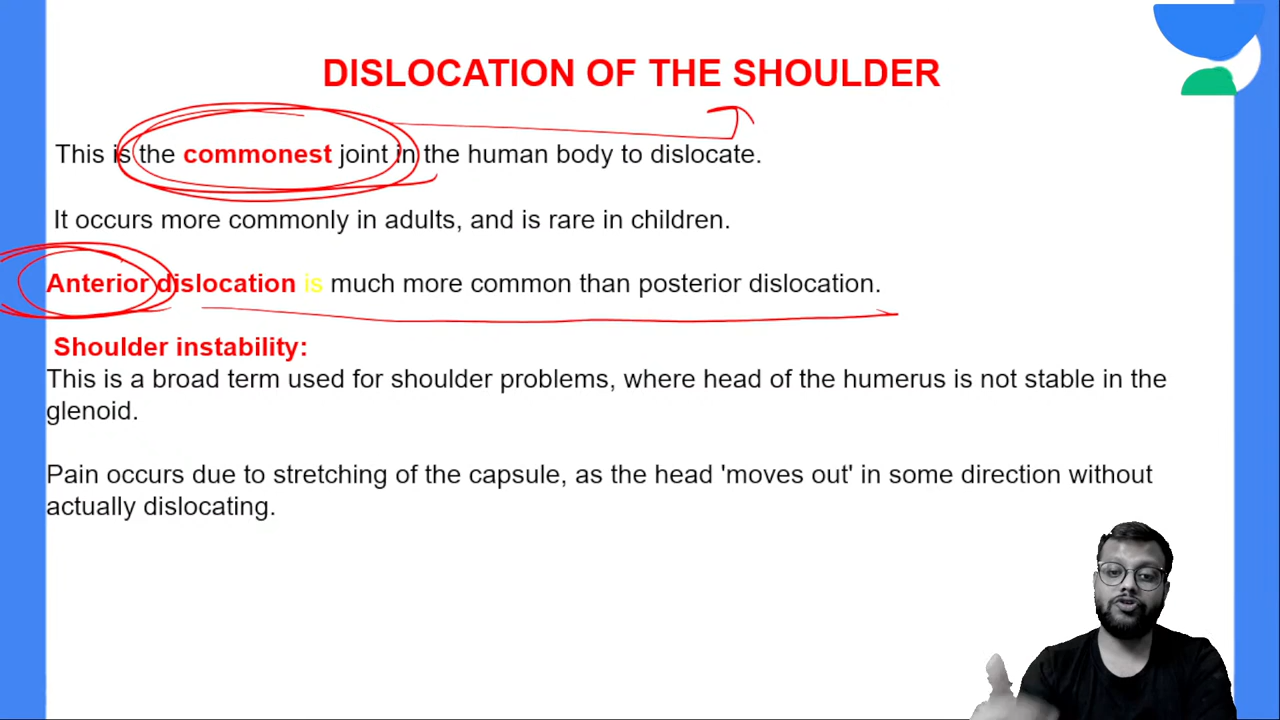 DISLOCATION OF THE SHOULDER
This is the commonest joint in the human body to dislocate.
It occurs more commonly in adults, and is rare in children.
Anterior dislocation is much more common than posterior dislocation.
Shoulder instability:
This is a broad term used for shoulder problems, where head of the humerus is not stable in the
glenoid.
Pain occurs due to stretching of the capsule, as the head 'moves out' in some direction without
actually dislocating.